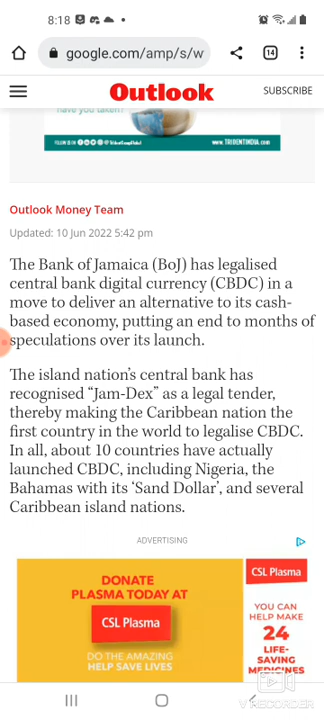 8:18
google.com/amp/s/w
14
Outlook
SUBSCRIBE
have you taken?
www.TRIDENTINDIA.com
Outlook Money Team
Updated: 10 Jun 2022 5:42 pm
The Bank of Jamaica (BoJ) has legalised
central bank digital currency (CBDC) in a
move to deliver an alternative to its cash-
based economy, putting an end to months of
speculations over its launch.
The island nation's central bank has
recognised “Jam-Dex” as a legal tender,
thereby making the Caribbean nation the
first country in the world to legalise CBDC.
In all, about 10 countries have actually
launched CBDC, including Nigeria, the
Bahamas with its ‘Sand Dollar’, and several
Caribbean island nations.
ADVERTISING
DONATE
PLASMA TODAY AT
CSL Plasma
DO THE AMAZING
HELP SAVE LIVES
CSL Plasma
YOU CAN
HELP MAKE
24
LIFE-
SAVING
MEDICINES
V RECORDER